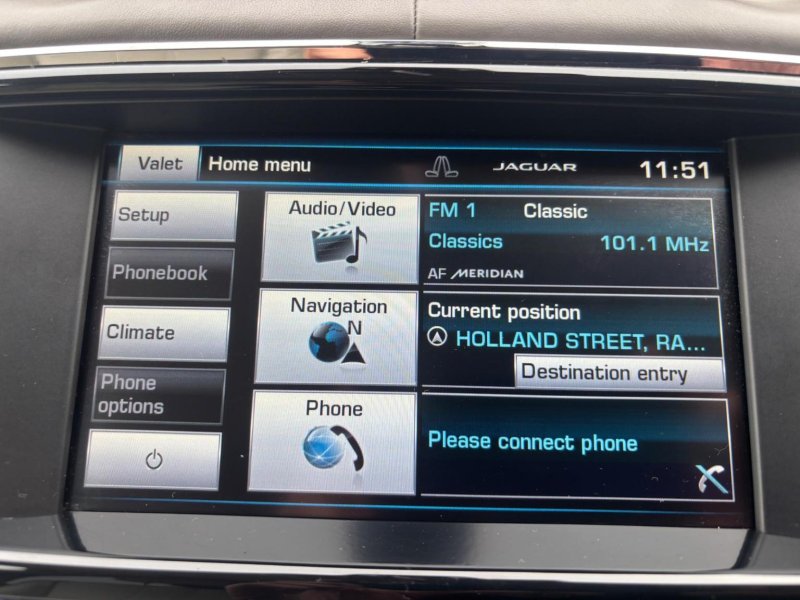 Valet
Home menu
JAGUAR
11:51
Setup
Phonebook
Climate
Phone
options
Audio/Video
Navigation
N
Phone
FM 1 Classic
Classics 101.1 MHz
AF MERIDIAN
Current position
HOLLAND STREET, RA...
Destination entry
Please connect phone